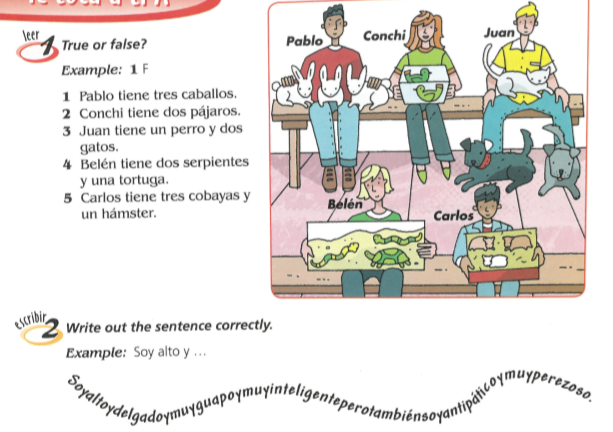 leer
1 True or false?
Example: 1 F
1 Pablo tiene tres caballos.
2 Conchi tiene dos pájaros.
3 Juan tiene un perro y dos
gatos.
4 Belén tiene dos serpientes
y una tortuga.
5 Carlos tiene tres cobayas y
un hámster.
Pablo
Conchi
Juan
Belén
Carlos
escribir
2 Write out the sentence correctly.
Example: Soy alto y ...
Soyaltoydelgadoymuyguapoymuyinteligenteperotambiénsoyantipáticoymuyperezoso.